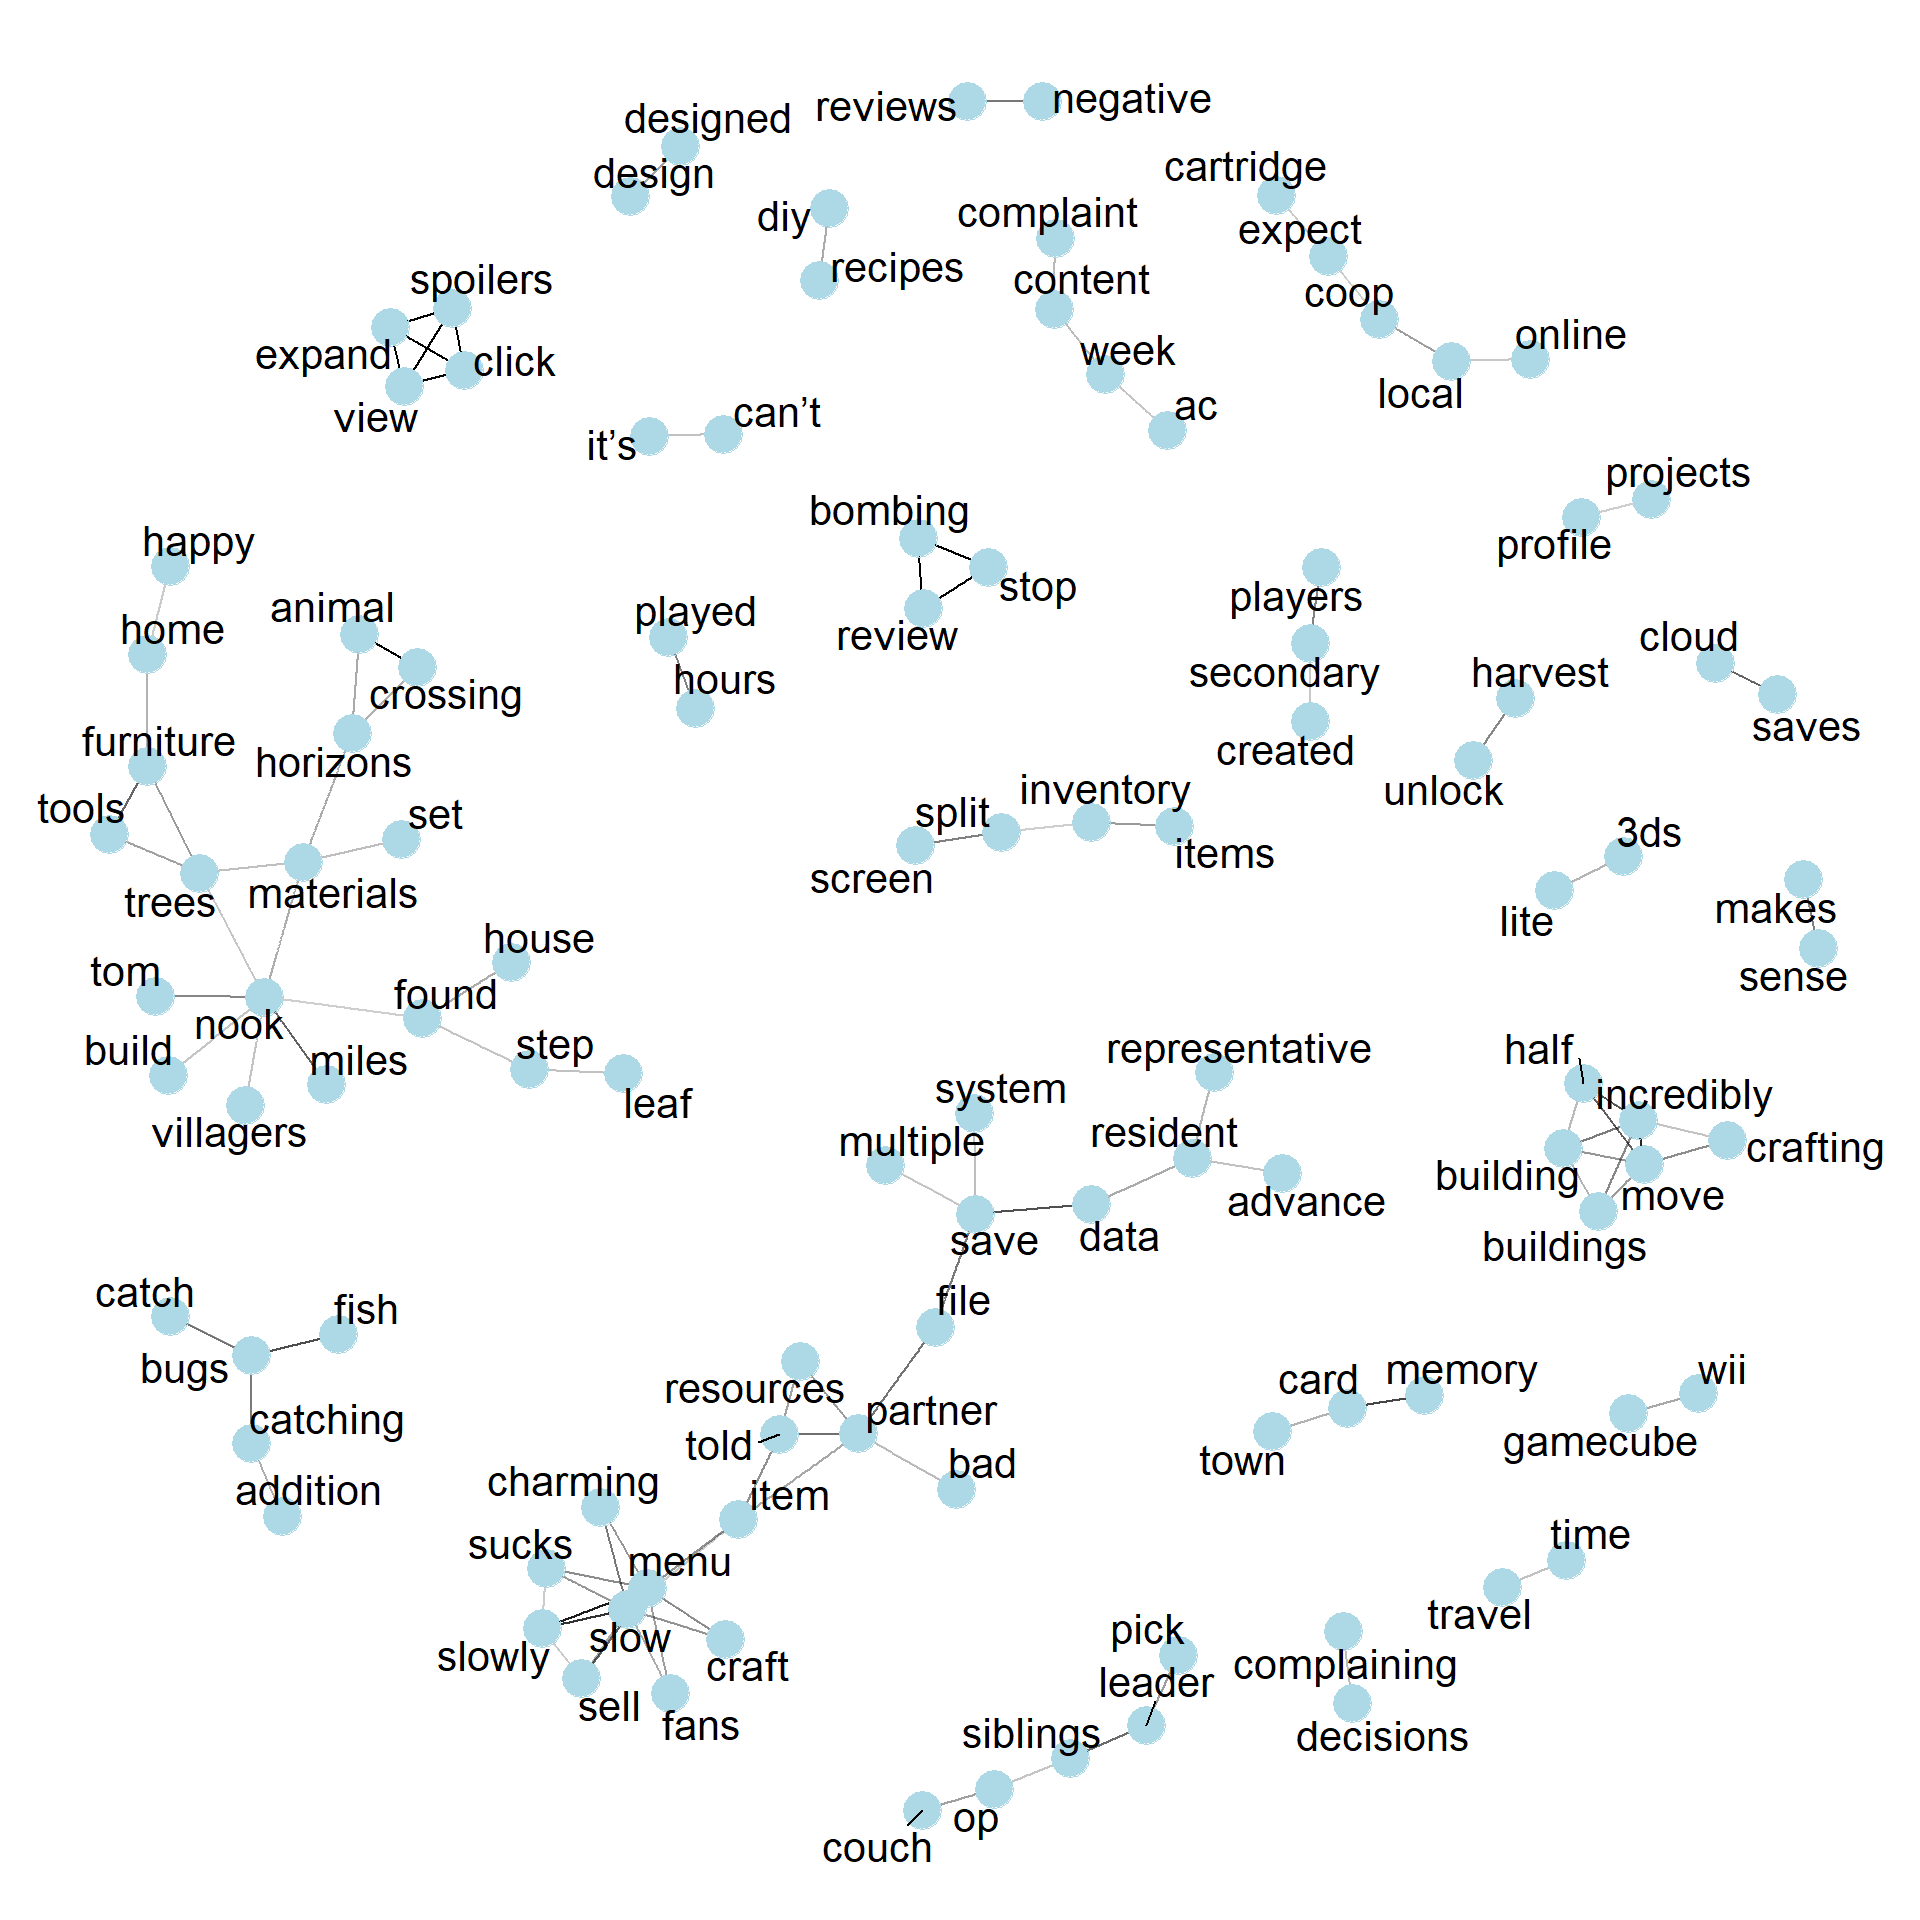 reviews
negative
designed
design
cartridge
diy
complaint
expect
recipes
content
spoilers
coop
online
expand
click
week
local
view
ac
it’s
can’t
projects
bombing
profile
happy
stop
animal
played
players
home
review
cloud
crossing
hours
secondary
harvest
saves
furniture
horizons
created
inventory
unlock
tools
set
split
3ds
items
trees
materials
screen
lite
makes
house
tom
found
sense
nook
build
step
representative
half
miles
system
incredibly
leaf
villagers
multiple
resident
crafting
building
advance
move
save
data
buildings
catch
fish
file
bugs
resources
card
memory
wii
catching
partner
told
town
gamecube
addition
charming
item
bad
sucks
menu
time
slowly
slow
craft
travel
pick
complaining
sell
fans
leader
siblings
decisions
op
couch